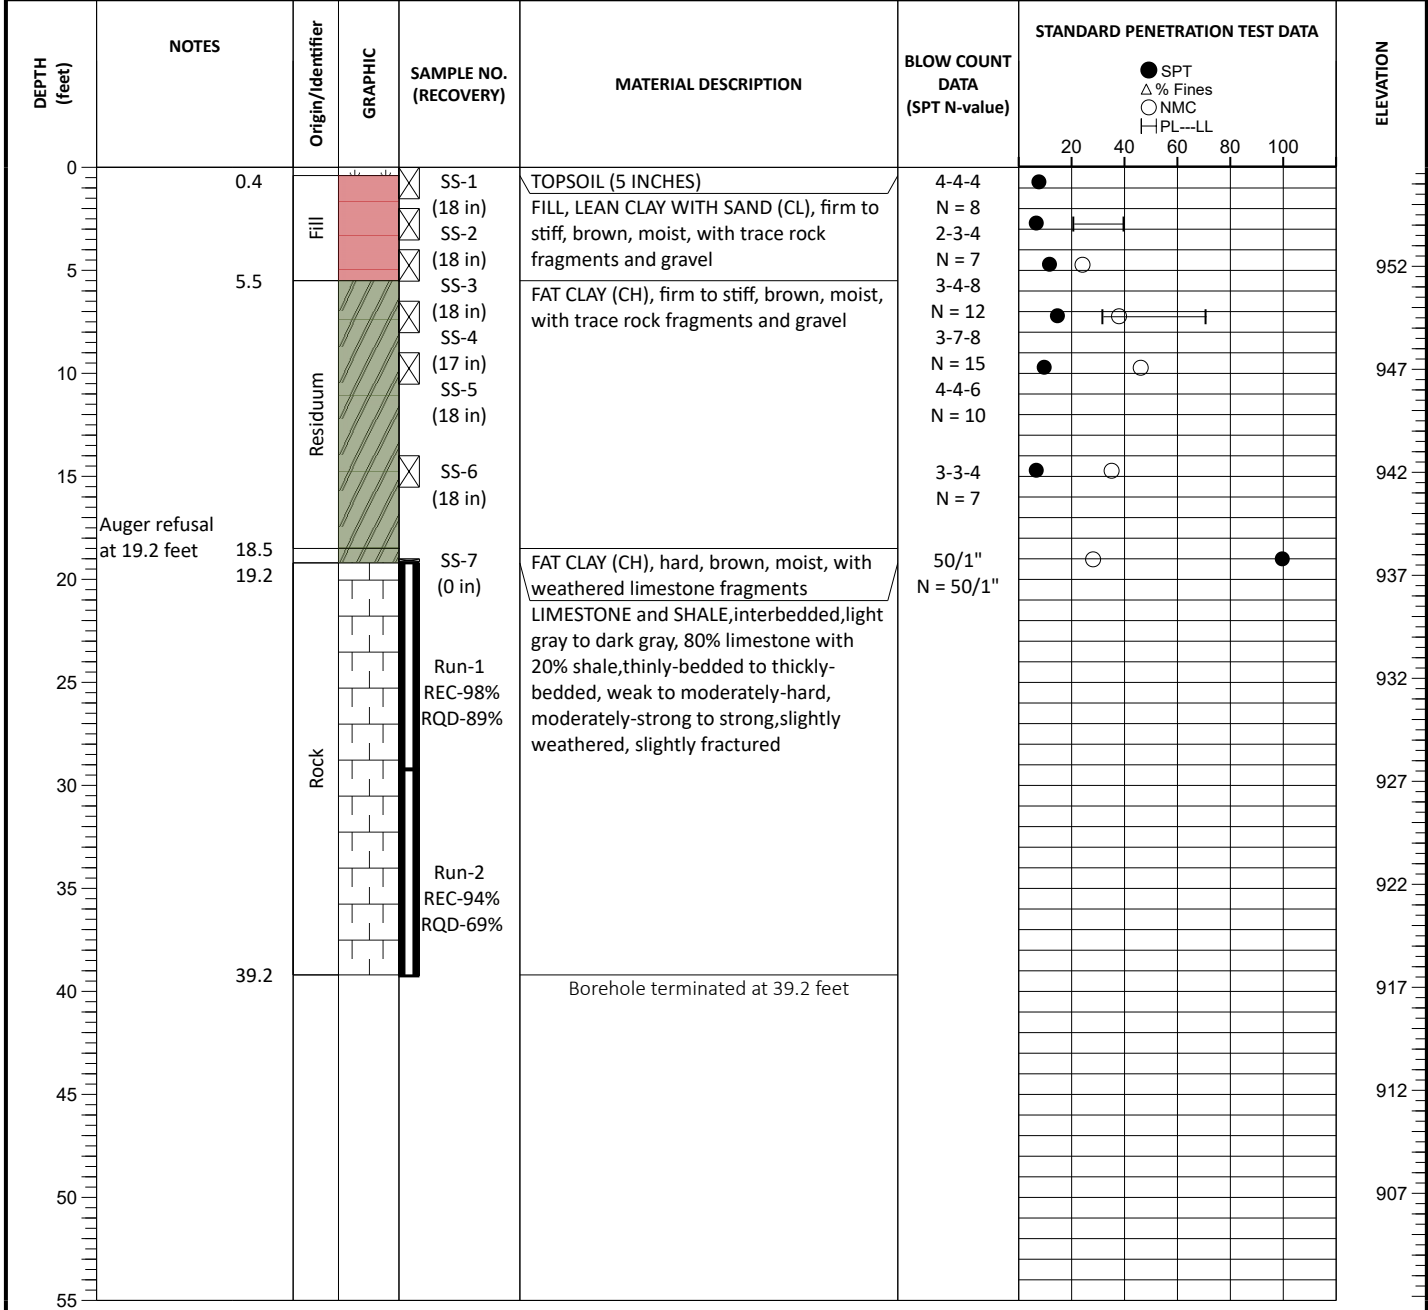 DEPTH
(feet)
NOTES
Origin/Identifier
GRAPHIC
SAMPLE NO.
(RECOVERY)
MATERIAL DESCRIPTION
BLOW COUNT
DATA
(SPT N-value)
STANDARD PENETRATION TEST DATA
SPT
% Fines
NMC
PL---LL
20 40 60 80 100
ELEVATION
0
5
10
15
20
25
30
35
40
45
50
55
0.4
5.5
Auger refusal
at 19.2 feet
18.5
19.2
39.2
Fill
Residuum
Rock
SS-1
(18 in)
SS-2
(18 in)
SS-3
(18 in)
SS-4
(17 in)
SS-5
(18 in)
SS-6
(18 in)
SS-7
(0 in)
Run-1
REC-98%
RQD-89%
Run-2
REC-94%
RQD-69%
TOPSOIL (5 INCHES)
FILL, LEAN CLAY WITH SAND (CL), firm to
stiff, brown, moist, with trace rock
fragments and gravel
FAT CLAY (CH), firm to stiff, brown, moist,
with trace rock fragments and gravel
FAT CLAY (CH), hard, brown, moist, with
weathered limestone fragments
LIMESTONE and SHALE,interbedded,light
gray to dark gray, 80% limestone with
20% shale,thinly-bedded to thickly-
bedded, weak to moderately-hard,
moderately-strong to strong,slightly
weathered, slightly fractured
Borehole terminated at 39.2 feet
4-4-4
N = 8
2-3-4
N = 7
3-4-8
N = 12
3-7-8
N = 15
4-4-6
N = 10
3-3-4
N = 7
50/1"
N = 50/1"
952
947
942
937
932
927
922
917
912
907